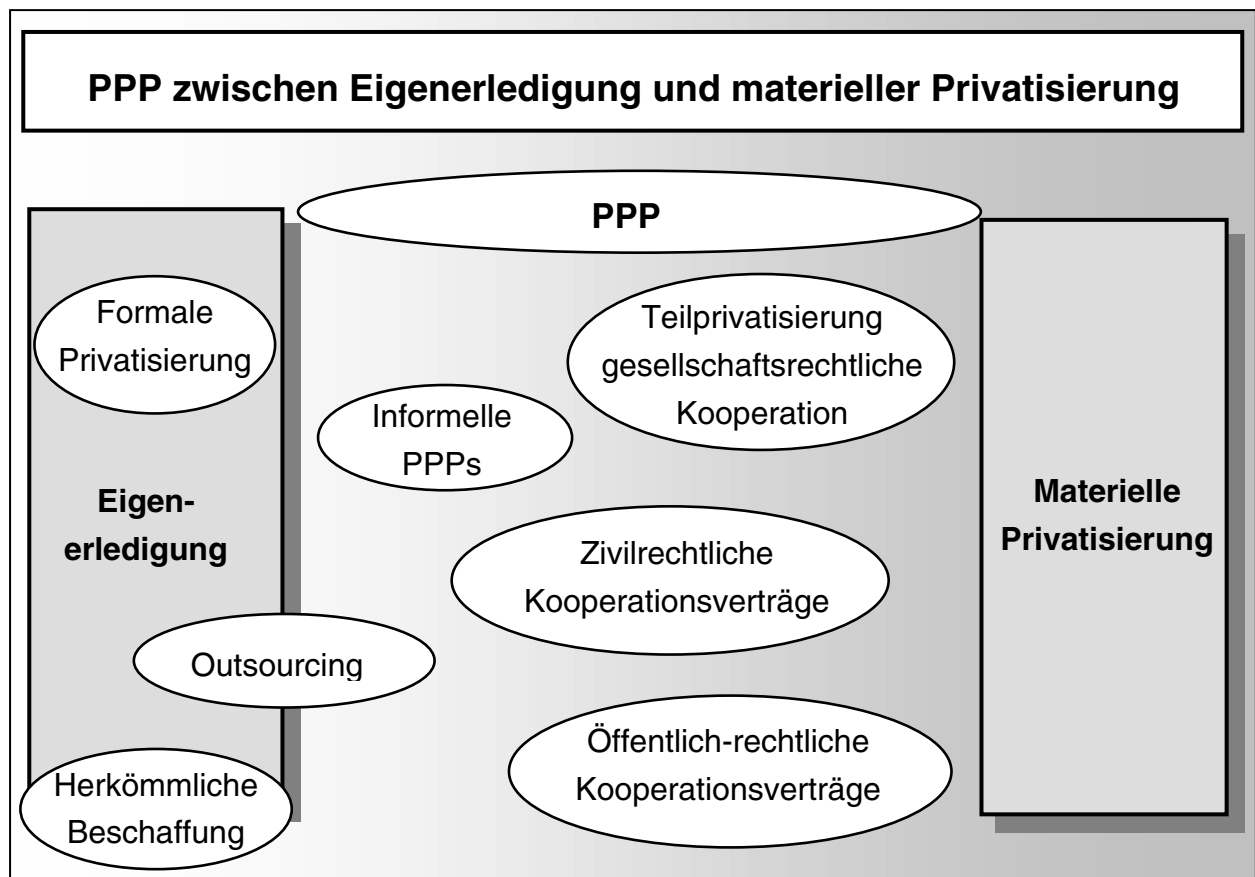 PPP zwischen Eigenerledigung und materieller Privatisierung
PPP
Formale
Privatisierung
Teilprivatisierung
gesellschaftsrechtliche
Kooperation
Informelle
PPPs
Eigen-
erledigung
Materielle
Privatisierung
Zivilrechtliche
Kooperationsverträge
Outsourcing
Öffentlich-rechtliche
Kooperationsverträge
Herkömmliche
Beschaffung